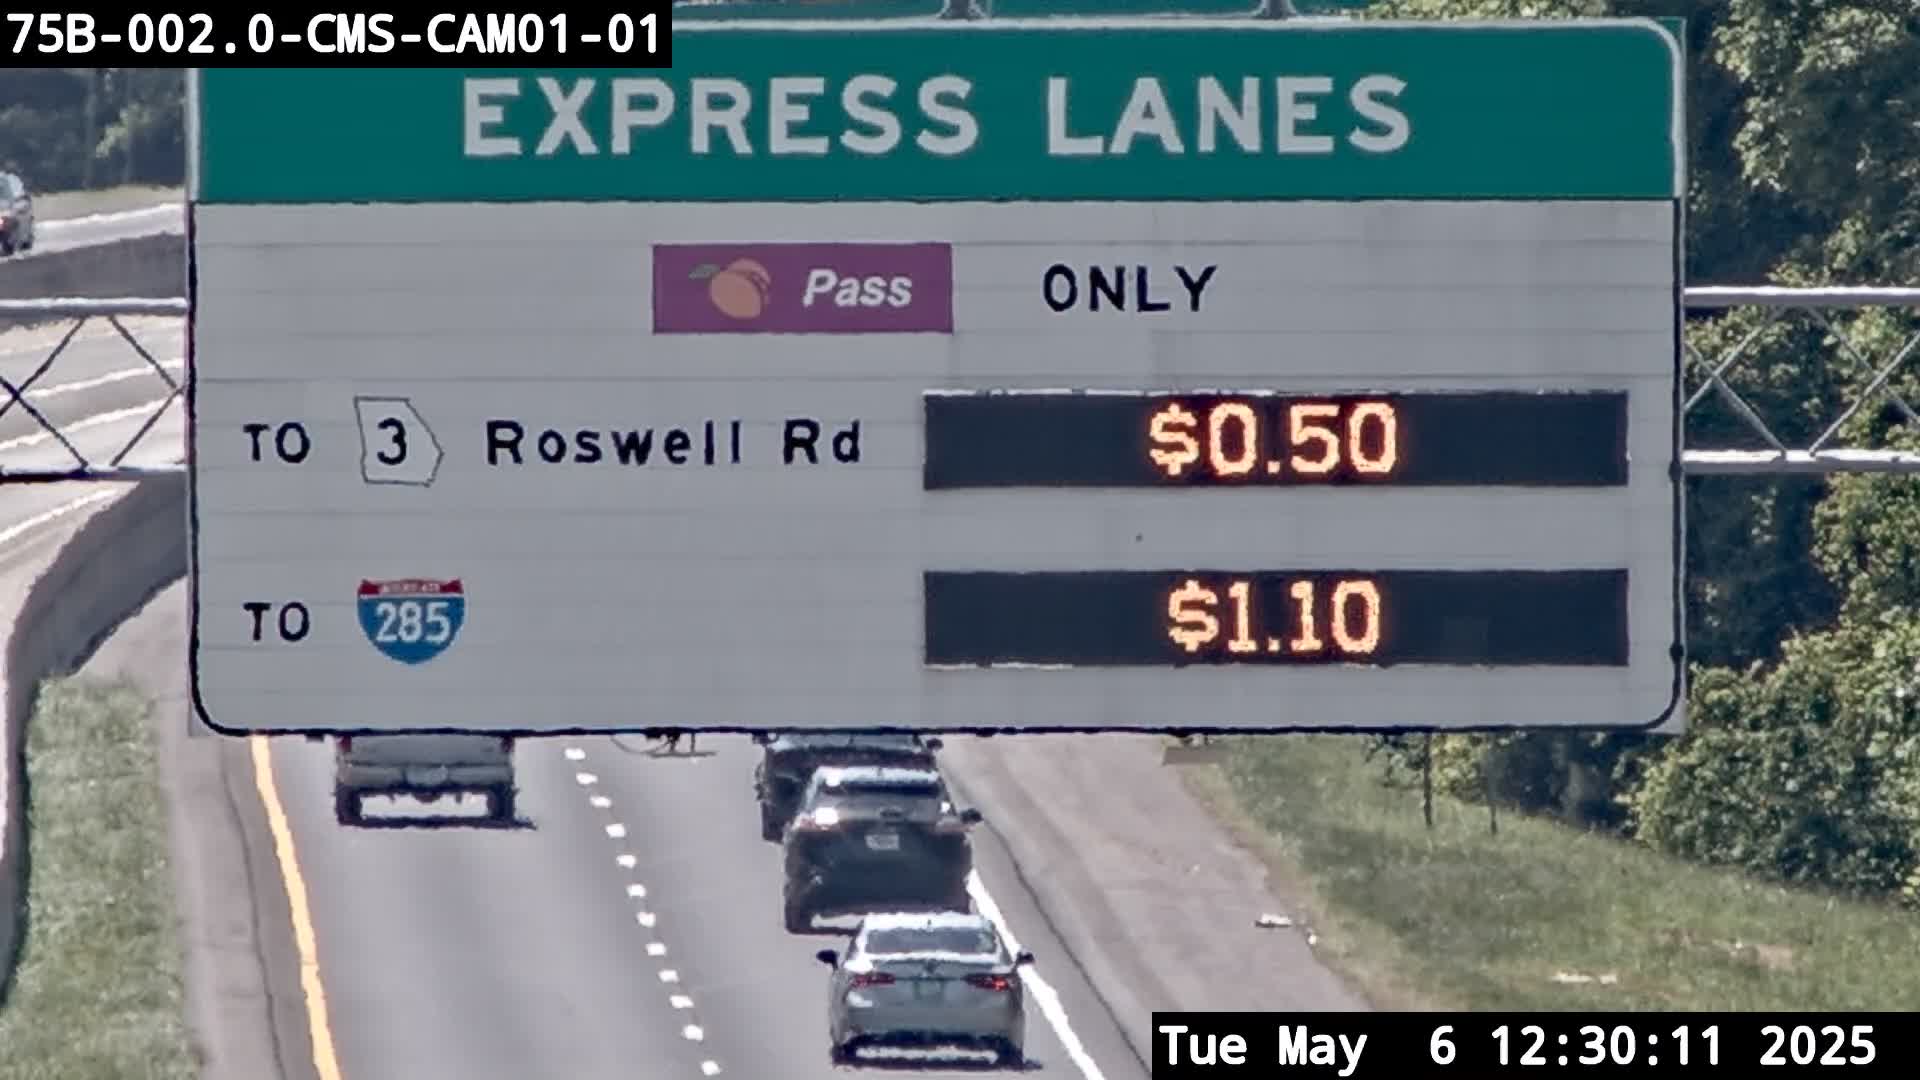 75B-002.0-CMS-CAM01-01
EXPRESS LANES
Pass ONLY
TO 3 Roswell Rd $0.50
TO INTERSTATE 285 $1.10
Tue May 6 12:30:11 2025